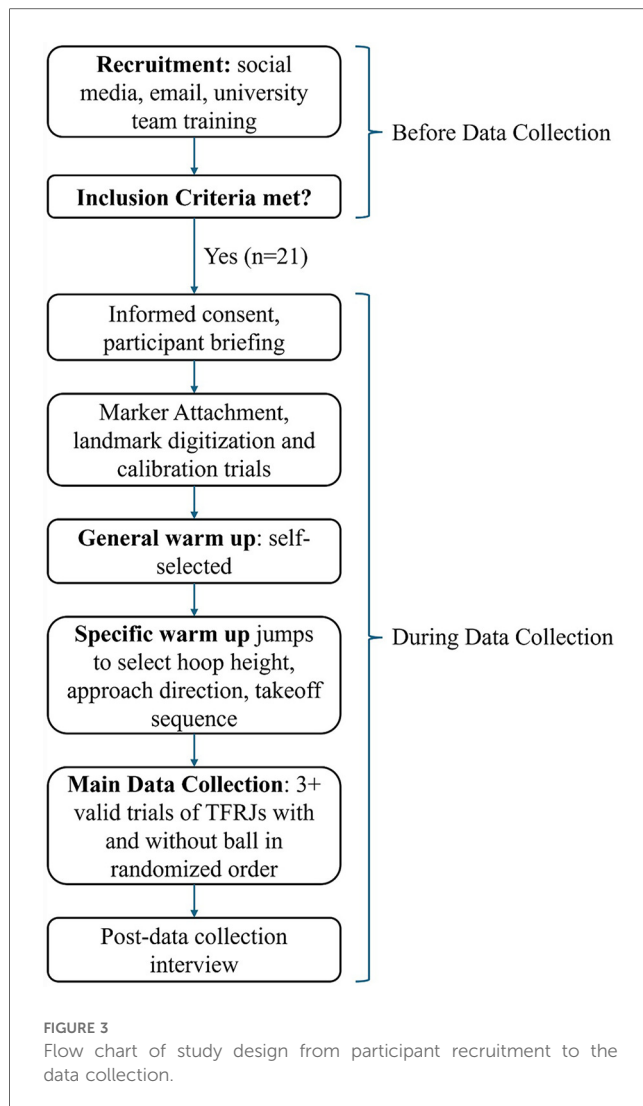 Recruitment: social
media, email, university
team training
Before Data Collection
Inclusion Criteria met?
Yes (n=21)
Informed consent,
participant briefing
Marker Attachment,
landmark digitization and
calibration trials
General warm up: self-
selected
Specific warm up jumps
to select hoop height,
approach direction, takeoff
sequence
During Data Collection
Main Data Collection: 3+
valid trials of TFRJs with
and without ball in
randomized order
Post-data collection
interview
FIGURE 3
Flow chart of study design from participant recruitment to the
data collection.